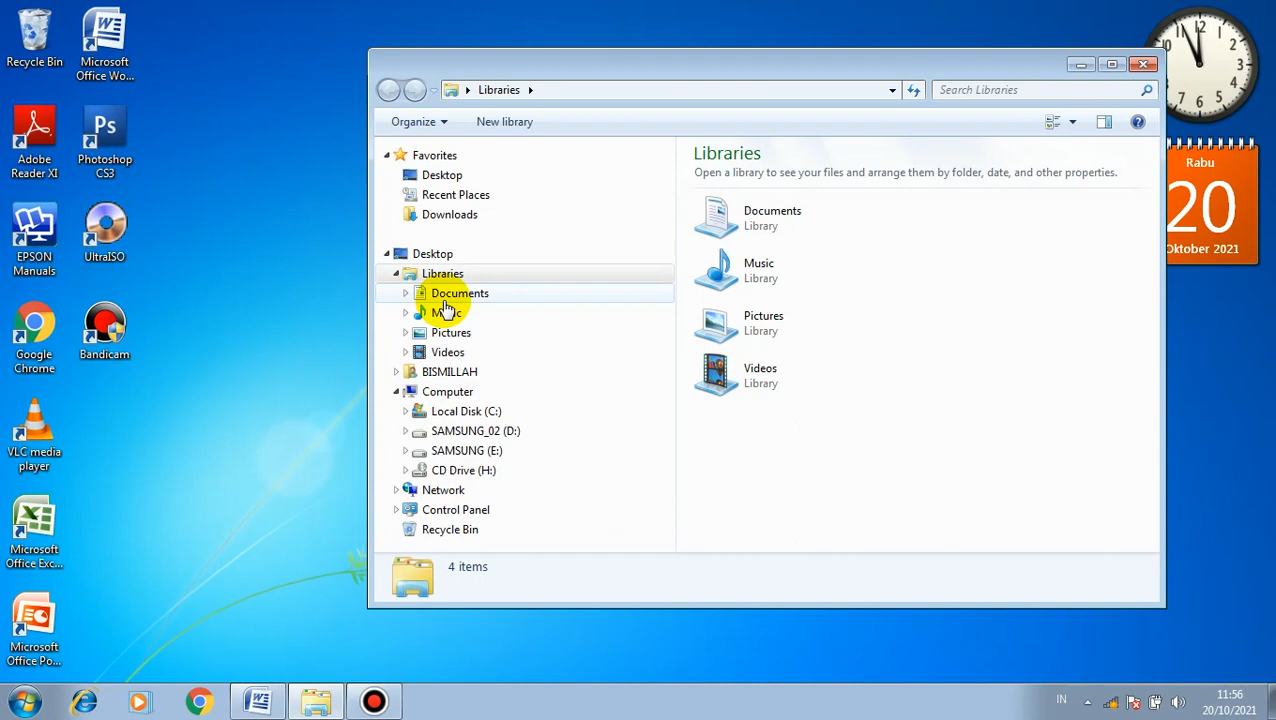 Recycle Bin
Microsoft
Office Wo...
Adobe
Reader XI
Photoshop
CS3
EPSON
Manuals
UltraISO
Google
Chrome
Bandicam
VLC media
player
Microsoft
Office Exc...
Microsoft
Office Po...
Libraries
Search Libraries
Organize
New library
Favorites
Desktop
Recent Places
Downloads
Desktop
Libraries
Documents
Pictures
Videos
BISMILLAH
Computer
Local Disk (C:)
SAMSUNG_02 (D:)
SAMSUNG (E:)
CD Drive (H:)
Network
Control Panel
Recycle Bin
Libraries
Open a library to see your files and arrange them by folder, date, and other properties.
Documents
Library
Music
Library
Pictures
Library
Videos
Library
4 items
12
3
6
Rabu
20
Oktober 2021
IN
11:56
20/10/2021